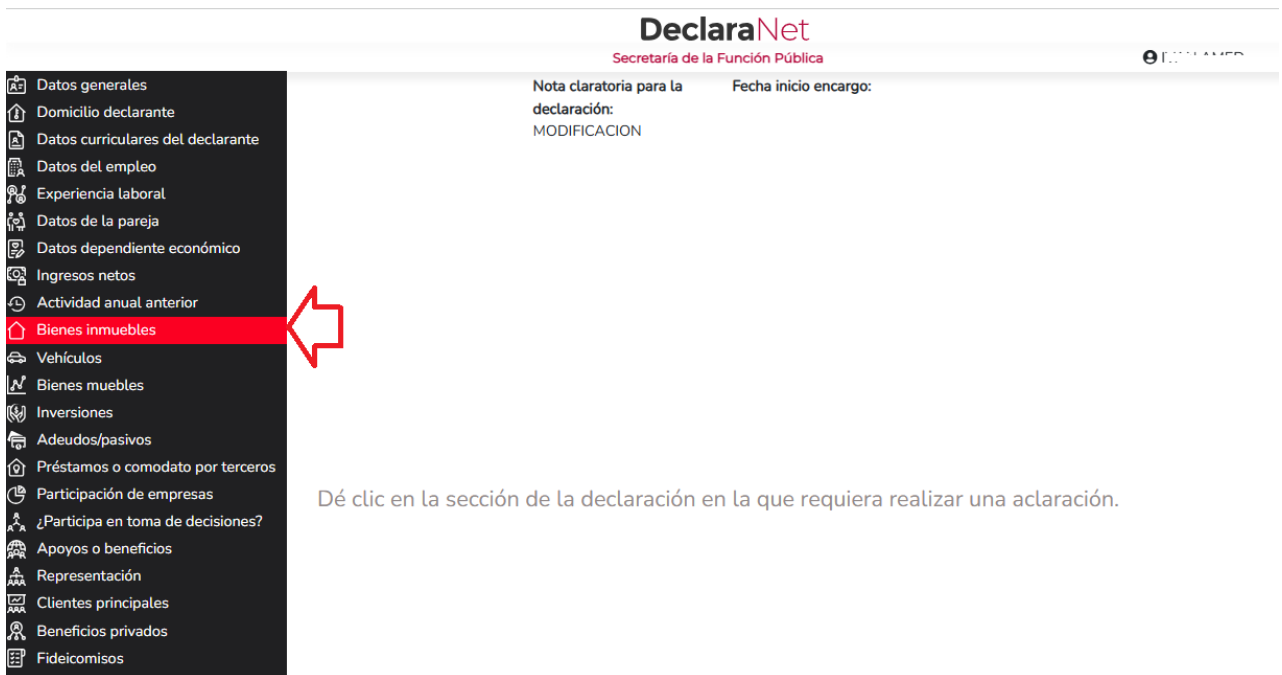 DeclaraNet
Secretaría de la Función Pública
Datos generales
Domicilio declarante
Datos curriculares del declarante
Datos del empleo
Experiencia laboral
Datos de la pareja
Datos dependiente económico
Ingresos netos
Actividad anual anterior
Bienes inmuebles
Vehículos
Bienes muebles
Inversiones
Adeudos/pasivos
Préstamos o comodato por terceros
Participación de empresas
¿Participa en toma de decisiones?
Apoyos o beneficios
Representación
Clientes principales
Beneficios privados
Fideicomisos
Nota claratoria para la
declaración:
MODIFICACION
Fecha inicio encargo:
Dé clic en la sección de la declaración en la que requiera realizar una aclaración.